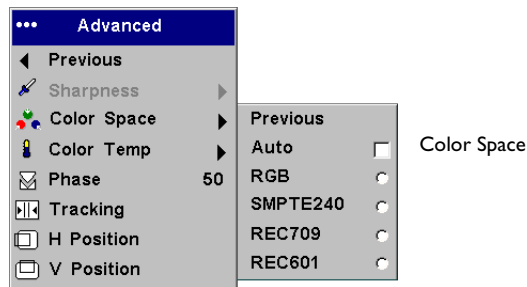 ••• Advanced
Previous
Sharpness
Color Space
Color Temp
Phase 50
Tracking
H Position
V Position
Previous
Auto
RGB
SMPTE240
REC709
REC601
Color Space